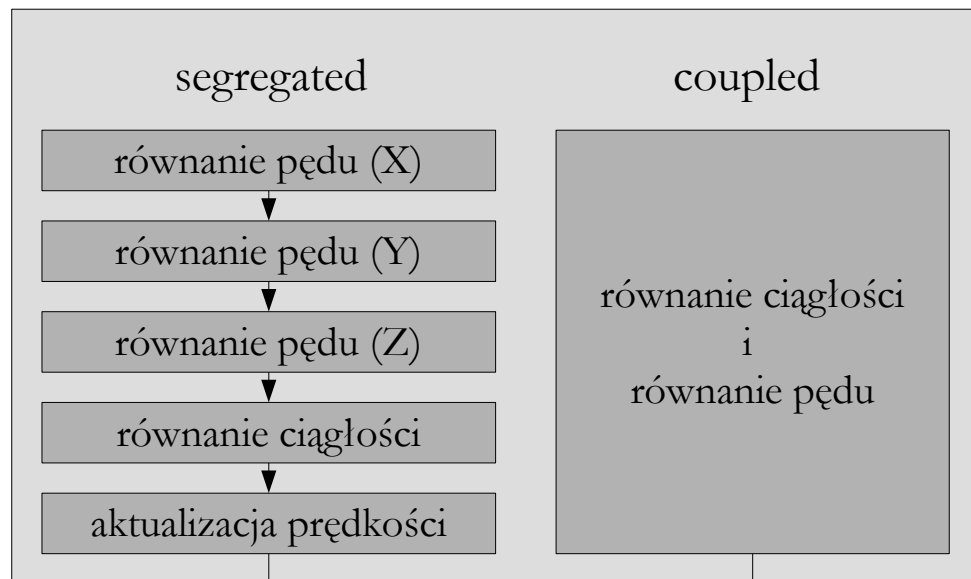 segregated
równanie pędu (X)
równanie pędu (Y)
równanie pędu (Z)
równanie ciągłości
aktualizacja prędkości
coupled
równanie ciągłości
i
równanie pędu